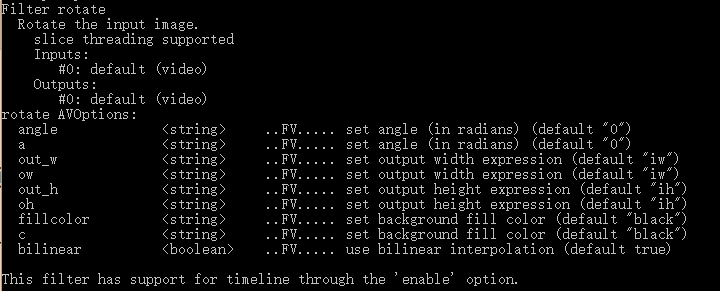 Filter rotate
  Rotate the input image.
    slice threading supported
    Inputs:
       #0: default (video)
    Outputs:
       #0: default (video)
rotate AVOptions:
  angle             <string>     ..FV..... set angle (in radians) (default "0")
  a                 <string>     ..FV..... set angle (in radians) (default "0")
  out_w             <string>     ..FV..... set output width expression (default "iw")
  ow                <string>     ..FV..... set output width expression (default "iw")
  out_h             <string>     ..FV..... set output height expression (default "ih")
  oh                <string>     ..FV..... set output height expression (default "ih")
  fillcolor         <string>     ..FV..... set background fill color (default "black")
  c                 <string>     ..FV..... set background fill color (default "black")
  bilinear          <boolean>    ..FV..... use bilinear interpolation (default true)

This filter has support for timeline through the 'enable' option.